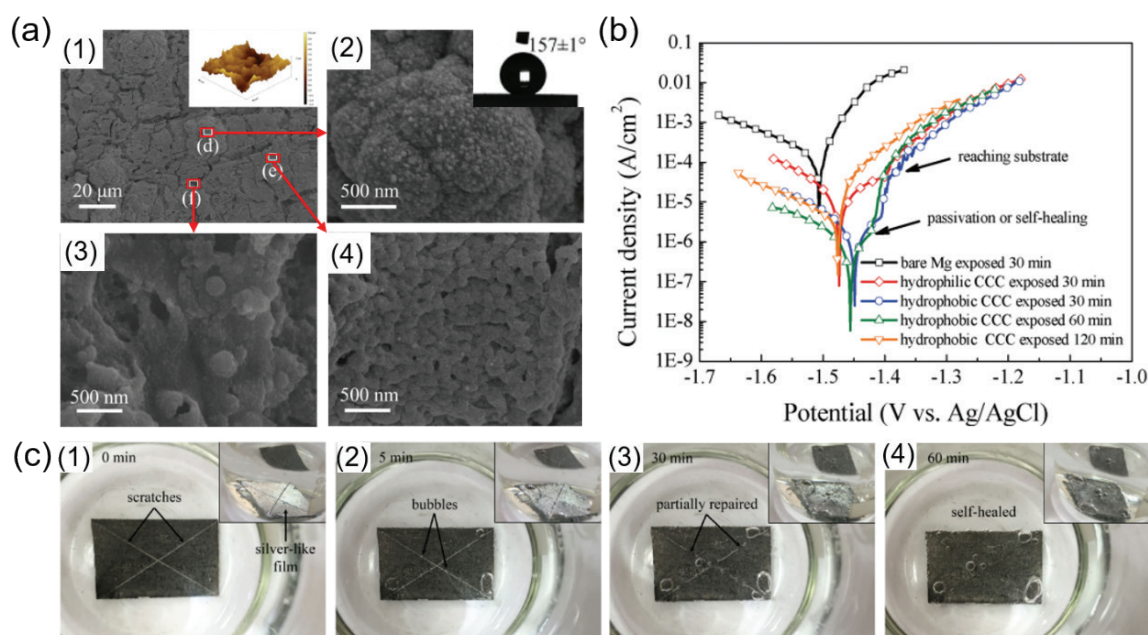 (a)
(1)
(d)
(e)
(f)
20 μm
(2)
157±1°
500 nm
(3)
500 nm
(4)
500 nm
(b)
0.1
0.01
1E-3
1E-4
1E-5
1E-6
1E-7
1E-8
1E-9
Current density (A/cm²)
reaching substrate
passivation or self-healing
bare Mg exposed 30 min
hydrophilic CCC exposed 30 min
hydrophobic CCC exposed 30 min
hydrophobic CCC exposed 60 min
hydrophobic CCC exposed 120 min
-1.7 -1.6 -1.5 -1.4 -1.3 -1.2 -1.1 -1.0
Potential (V vs. Ag/AgCl)
(c)
(1)
0 min
scratches
silver-like
film
(2)
5 min
bubbles
(3)
30 min
partially repaired
(4)
60 min
self-healed